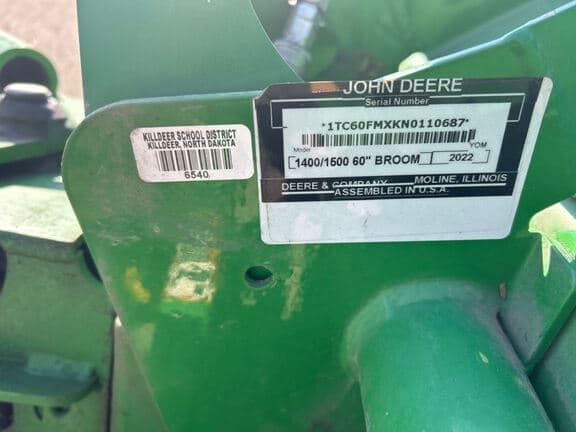 KILLDEER SCHOOL DISTRICT
KILLDEER, NORTH DAKOTA
6540
JOHN DEERE
Serial Number
*1TC60FMXKN0110687*
Model YOM
1400/1500 60" BROOM 2022
DEERE & COMPANY MOLINE, ILLINOIS
ASSEMBLED IN U.S.A.